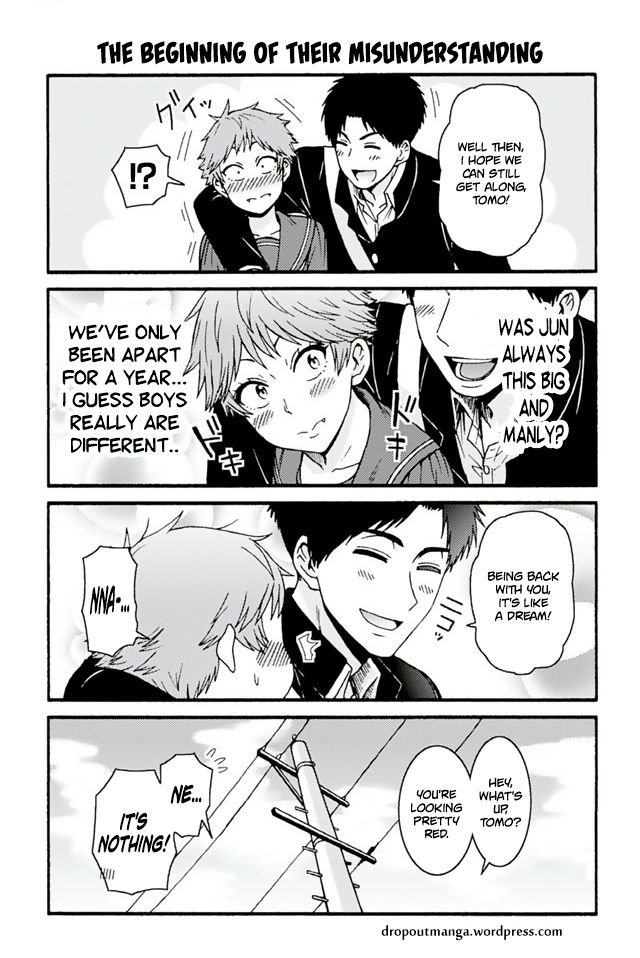 THE BEGINNING OF THEIR MISUNDERSTANDING
WELL THEN,
I HOPE WE
CAN STILL
GET ALONG,
TOMO!
グイッ
!?
WAS JUN
ALWAYS
THIS BIG
AND
MANLY?
WE'VE ONLY
BEEN APART
FOR A YEAR...
I GUESS BOYS
REALLY ARE
DIFFERENT..
ドキ
ドキ
BEING BACK
WITH YOU,
IT'S LIKE
A DREAM!
ニコッ
NNA-...
HEY,
WHAT'S
UP,
TOMO?
YOU'RE
LOOKING
PRETTY
RED.
NE...
IT'S
NOTHING!
dropoutmanga.wordpress.com